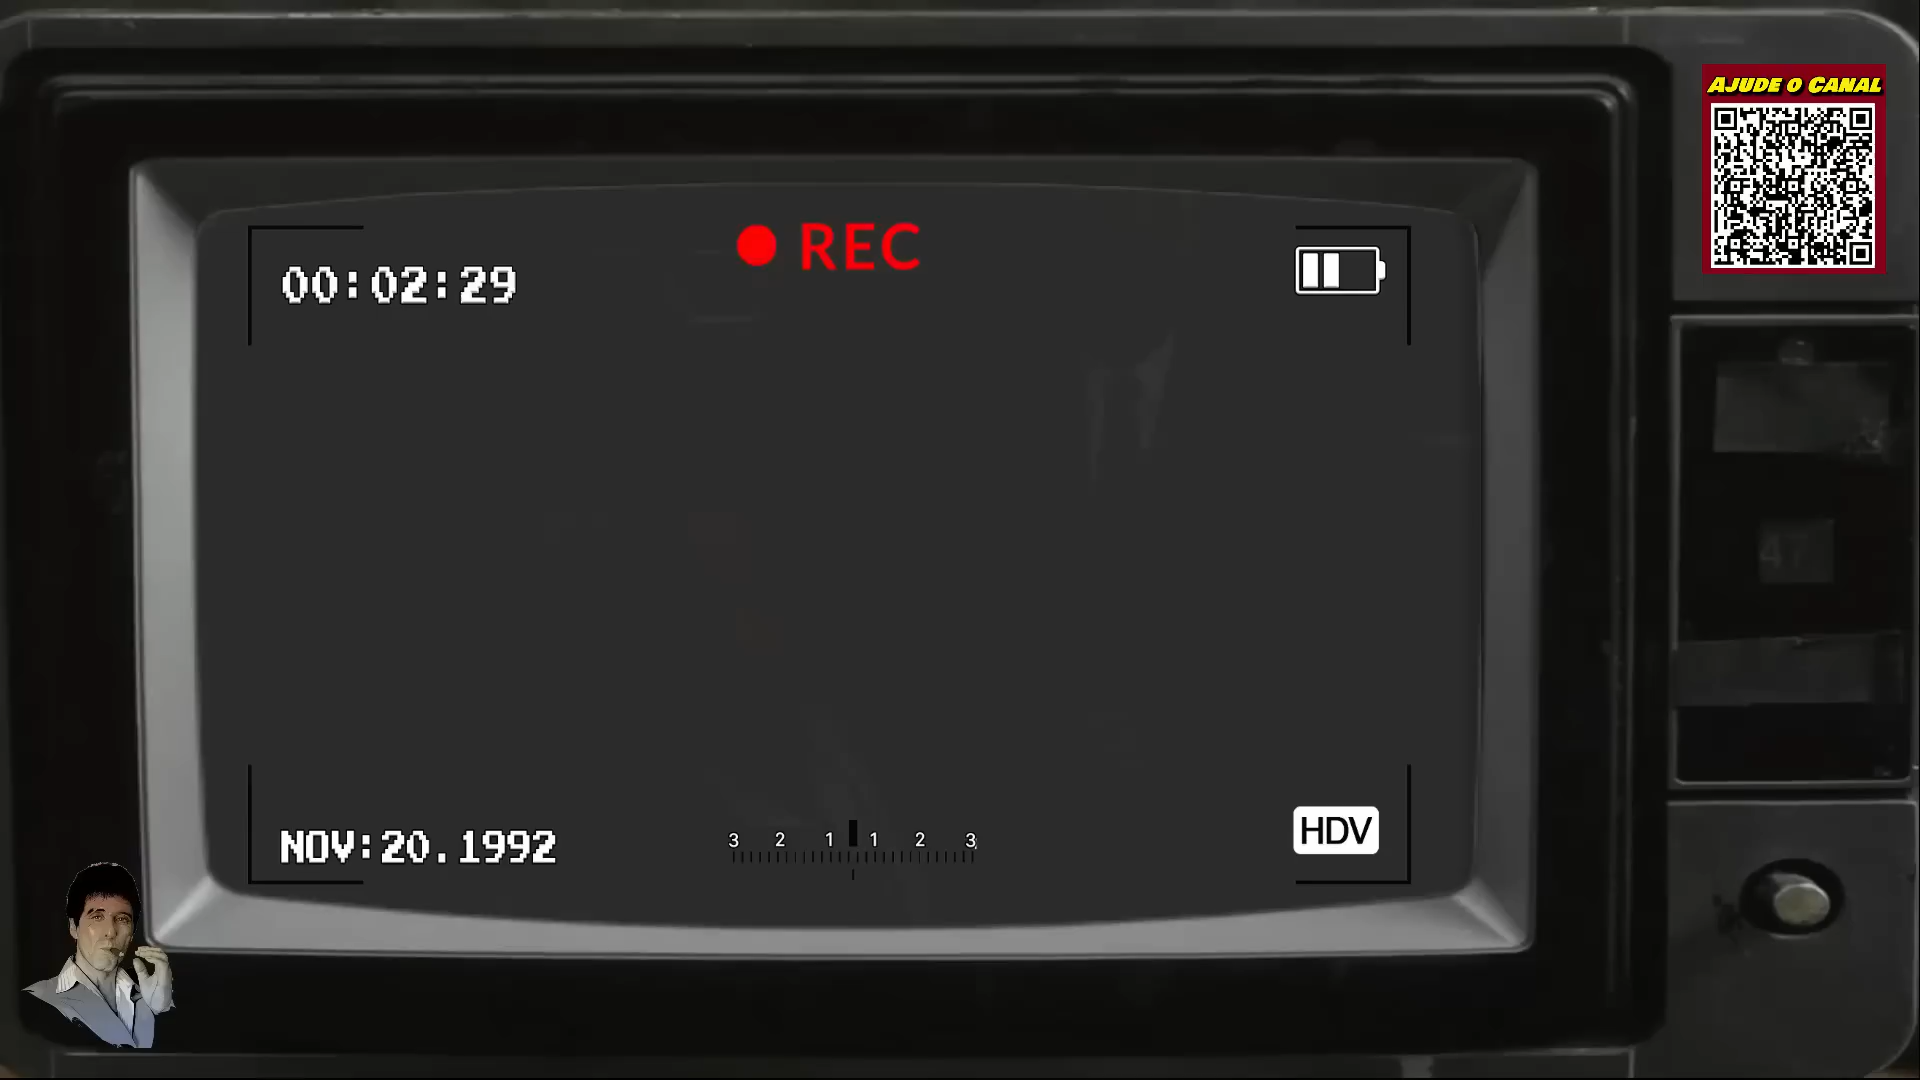 AJUDE O CANAL
REC
00:02:29
3 2 1 1 2 3
NOV:20.1992
HDV